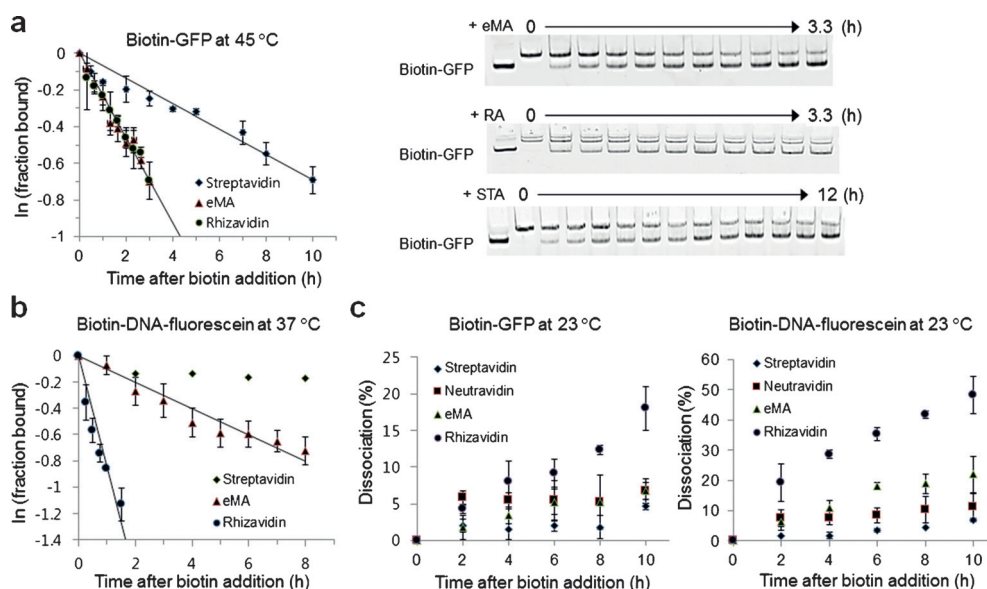 a
Biotin-GFP at 45 °C
ln (fraction bound)
0
-0.2
-0.4
-0.6
-0.8
-1
Streptavidin
eMA
Rhizavidin
0 2 4 6 8 10
Time after biotin addition (h)
+ eMA 0 3.3 (h)
Biotin-GFP
+ RA 0 3.3 (h)
Biotin-GFP
+ STA 0 12 (h)
Biotin-GFP
b
Biotin-DNA-fluorescein at 37 °C
ln (fraction bound)
0
-0.2
-0.4
-0.6
-0.8
-1
-1.2
-1.4
Streptavidin
eMA
Rhizavidin
0 2 4 6 8
Time after biotin addition (h)
c
Biotin-GFP at 23 °C
Dissociation (%)
25
20
15
10
5
0
Streptavidin
Neutravidin
eMA
Rhizavidin
0 2 4 6 8 10
Time after biotin addition (h)
Biotin-DNA-fluorescein at 23 °C
Dissociation (%)
60
50
40
30
20
10
0
Streptavidin
Neutravidin
eMA
Rhizavidin
0 2 4 6 8 10
Time after biotin addition (h)